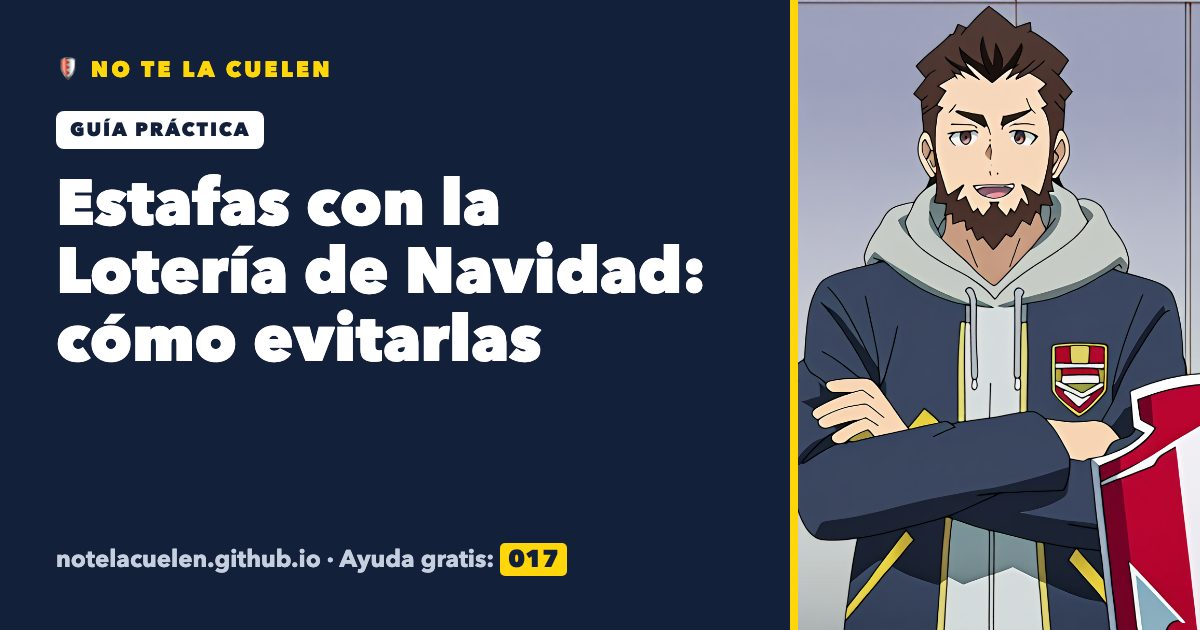 NO TE LA CUELEN
GUÍA PRÁCTICA
Estafas con la
Lotería de Navidad:
cómo evitarlas
notelacuelen.github.io · Ayuda gratis: 017